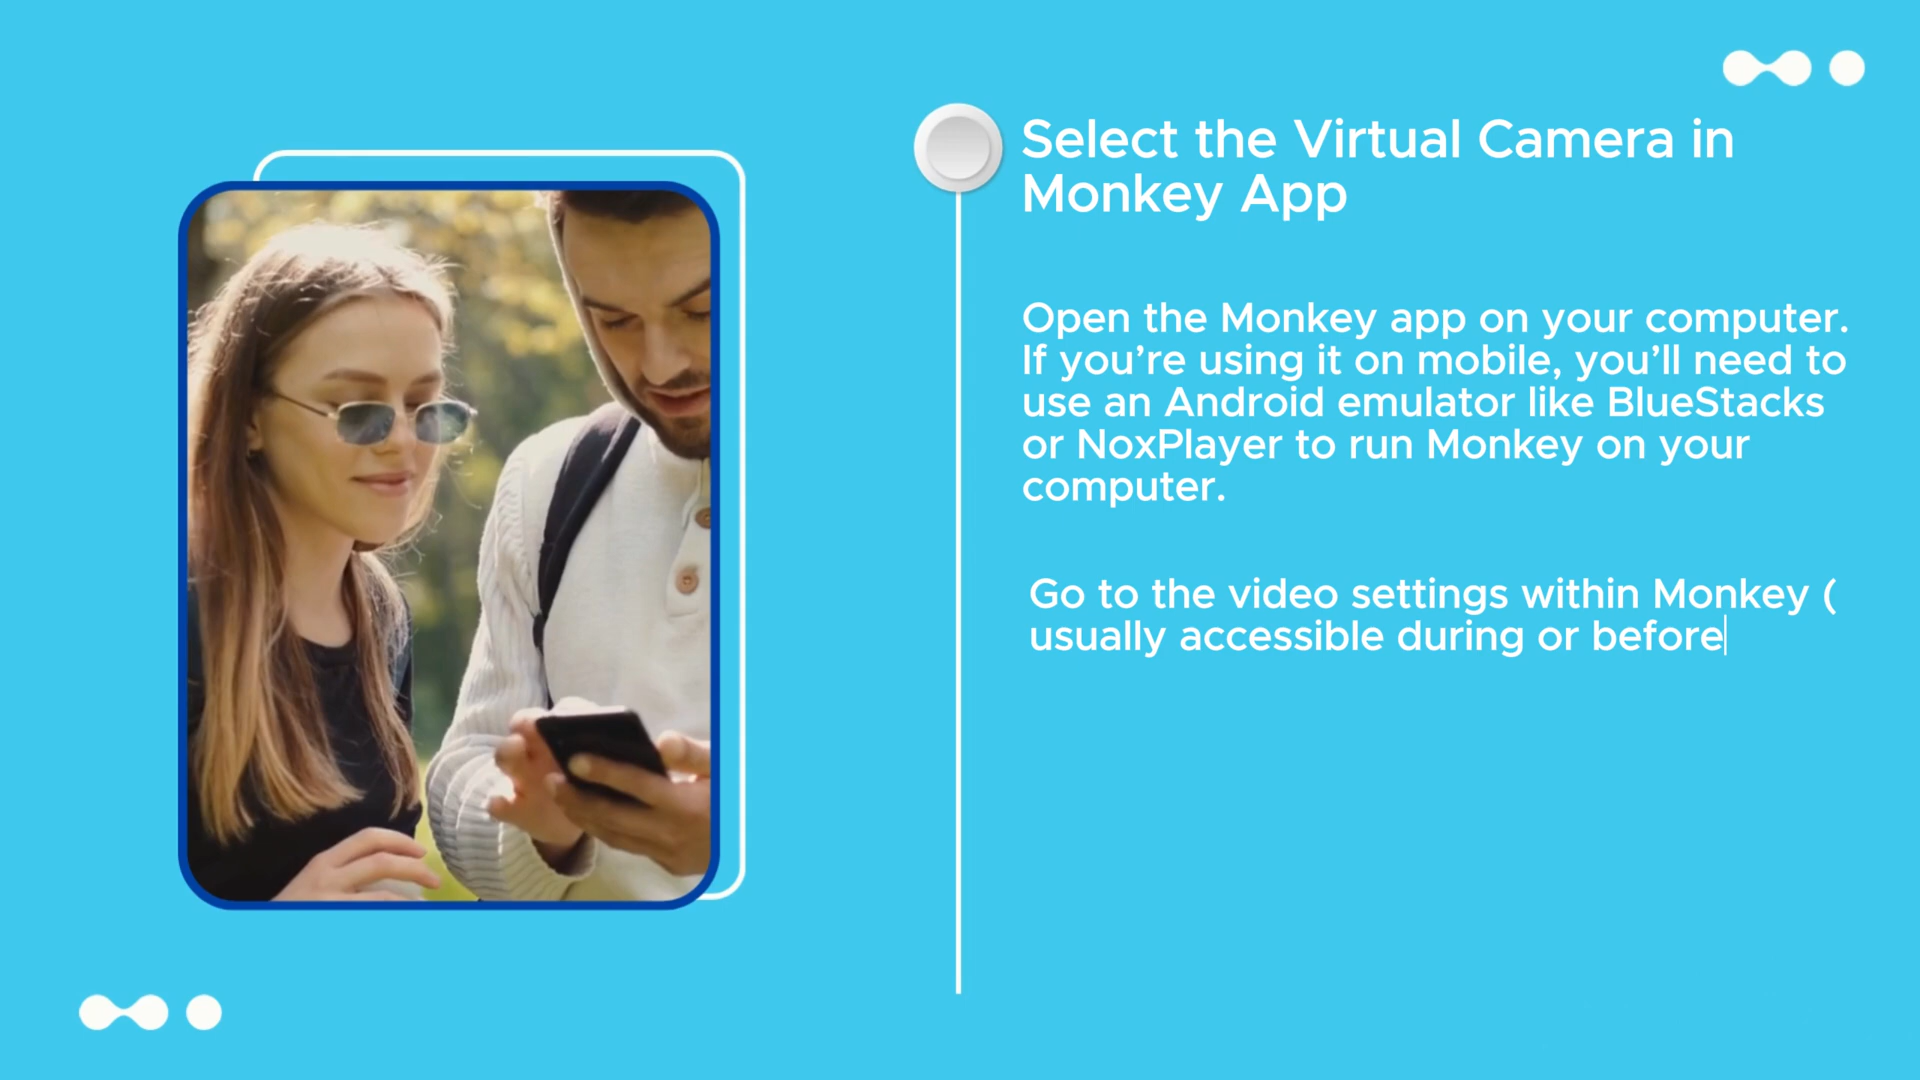 Select the Virtual Camera in
Monkey App
Open the Monkey app on your computer.
If you’re using it on mobile, you’ll need to
use an Android emulator like BlueStacks
or NoxPlayer to run Monkey on your
computer.
Go to the video settings within Monkey (
usually accessible during or before